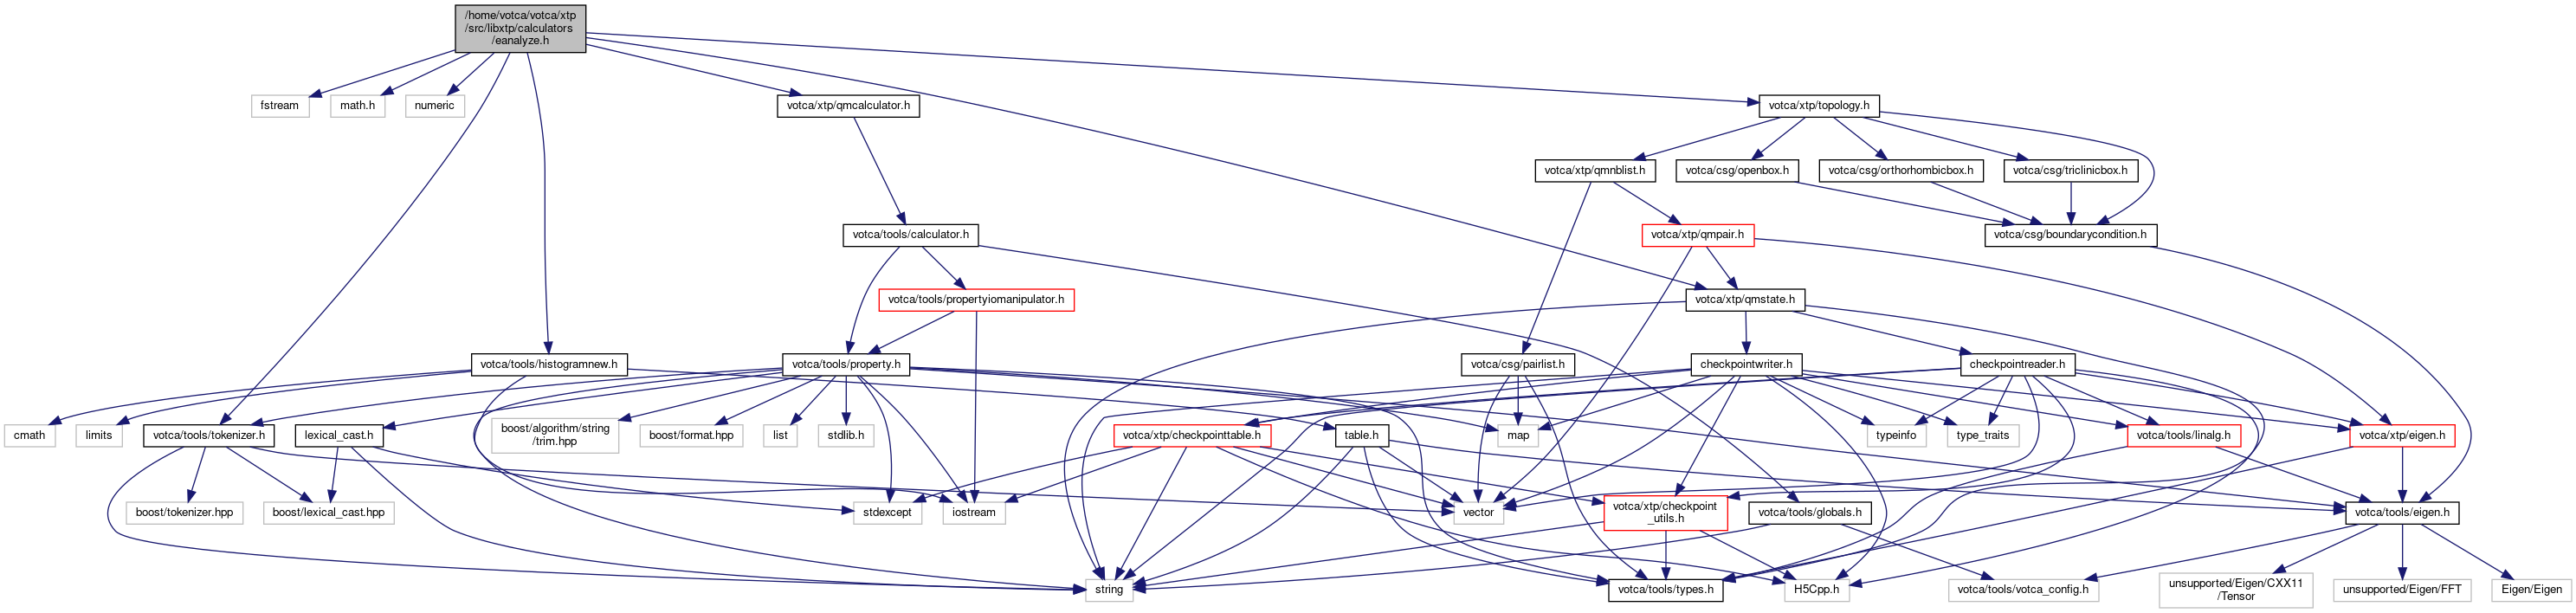 /home/votca/votca/xtp
/src/libxtp/calculators
/eanalyze.h
fstream
math.h
numeric
votca/xtp/qmcalculator.h
votca/xtp/topology.h
votca/xtp/qmnblist.h
votca/csg/openbox.h
votca/csg/orthorhombicbox.h
votca/csg/triclinicbox.h
votca/tools/calculator.h
votca/xtp/qmpair.h
votca/csg/boundarycondition.h
votca/tools/propertyiomanipulator.h
votca/xtp/qmstate.h
votca/tools/histogramnew.h
votca/tools/property.h
votca/csg/pairlist.h
checkpointwriter.h
checkpointreader.h
cmath
limits
votca/tools/tokenizer.h
lexical_cast.h
boost/algorithm/string
/trim.hpp
boost/format.hpp
list
stdlib.h
votca/xtp/checkpointtable.h
table.h
map
typeinfo
type_traits
votca/tools/linalg.h
votca/xtp/eigen.h
boost/tokenizer.hpp
boost/lexical_cast.hpp
stdexcept
iostream
vector
votca/xtp/checkpoint
_utils.h
votca/tools/globals.h
votca/tools/eigen.h
string
votca/tools/types.h
H5Cpp.h
votca/tools/votca_config.h
unsupported/Eigen/CXX11
/Tensor
unsupported/Eigen/FFT
Eigen/Eigen